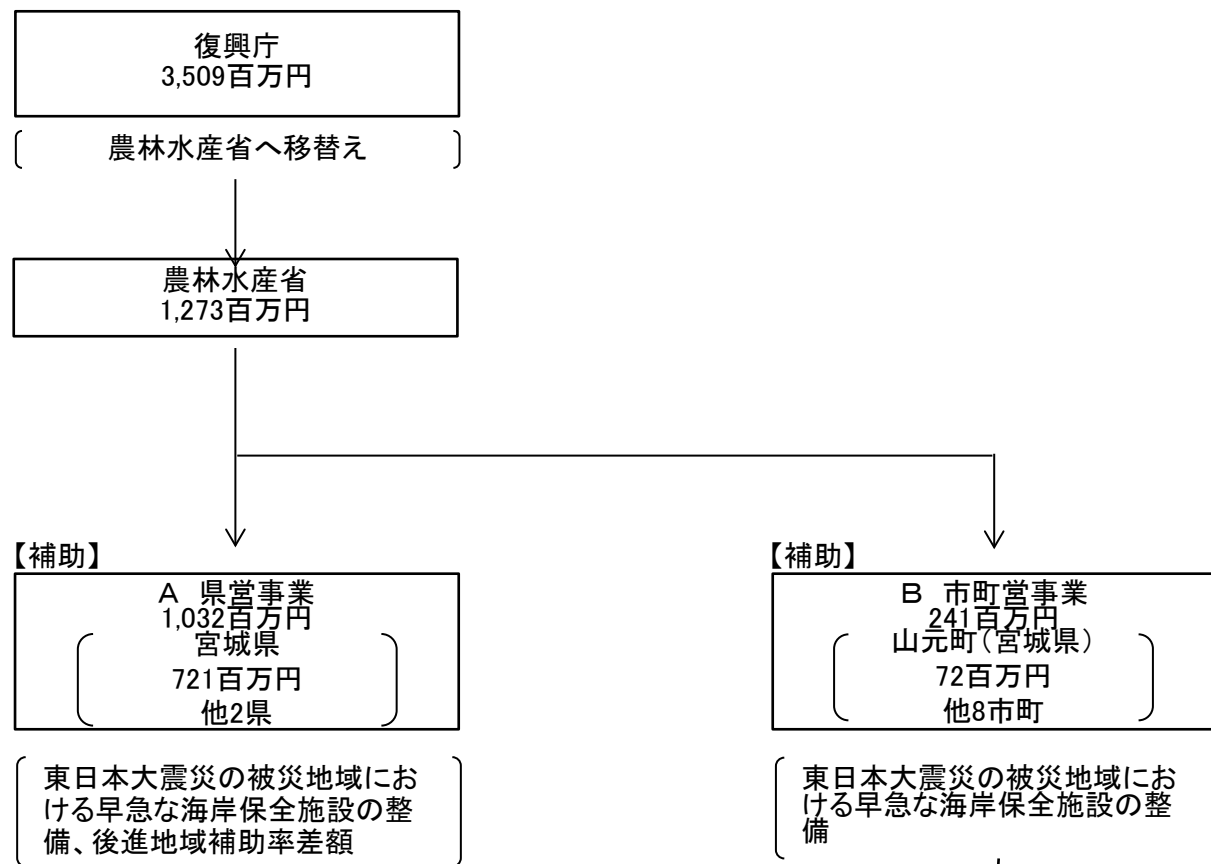 復興庁
3,509百万円
農林水産省へ移替え
農林水産省
1,273百万円
【補助】
A 県営事業
1,032百万円
宮城県
721百万円
他2県
東日本大震災の被災地域にお
ける早急な海岸保全施設の整
備、後進地域補助率差額
【補助】
B 市町営事業
241百万円
山元町(宮城県)
72百万円
他8市町
東日本大震災の被災地域にお
ける早急な海岸保全施設の整
備